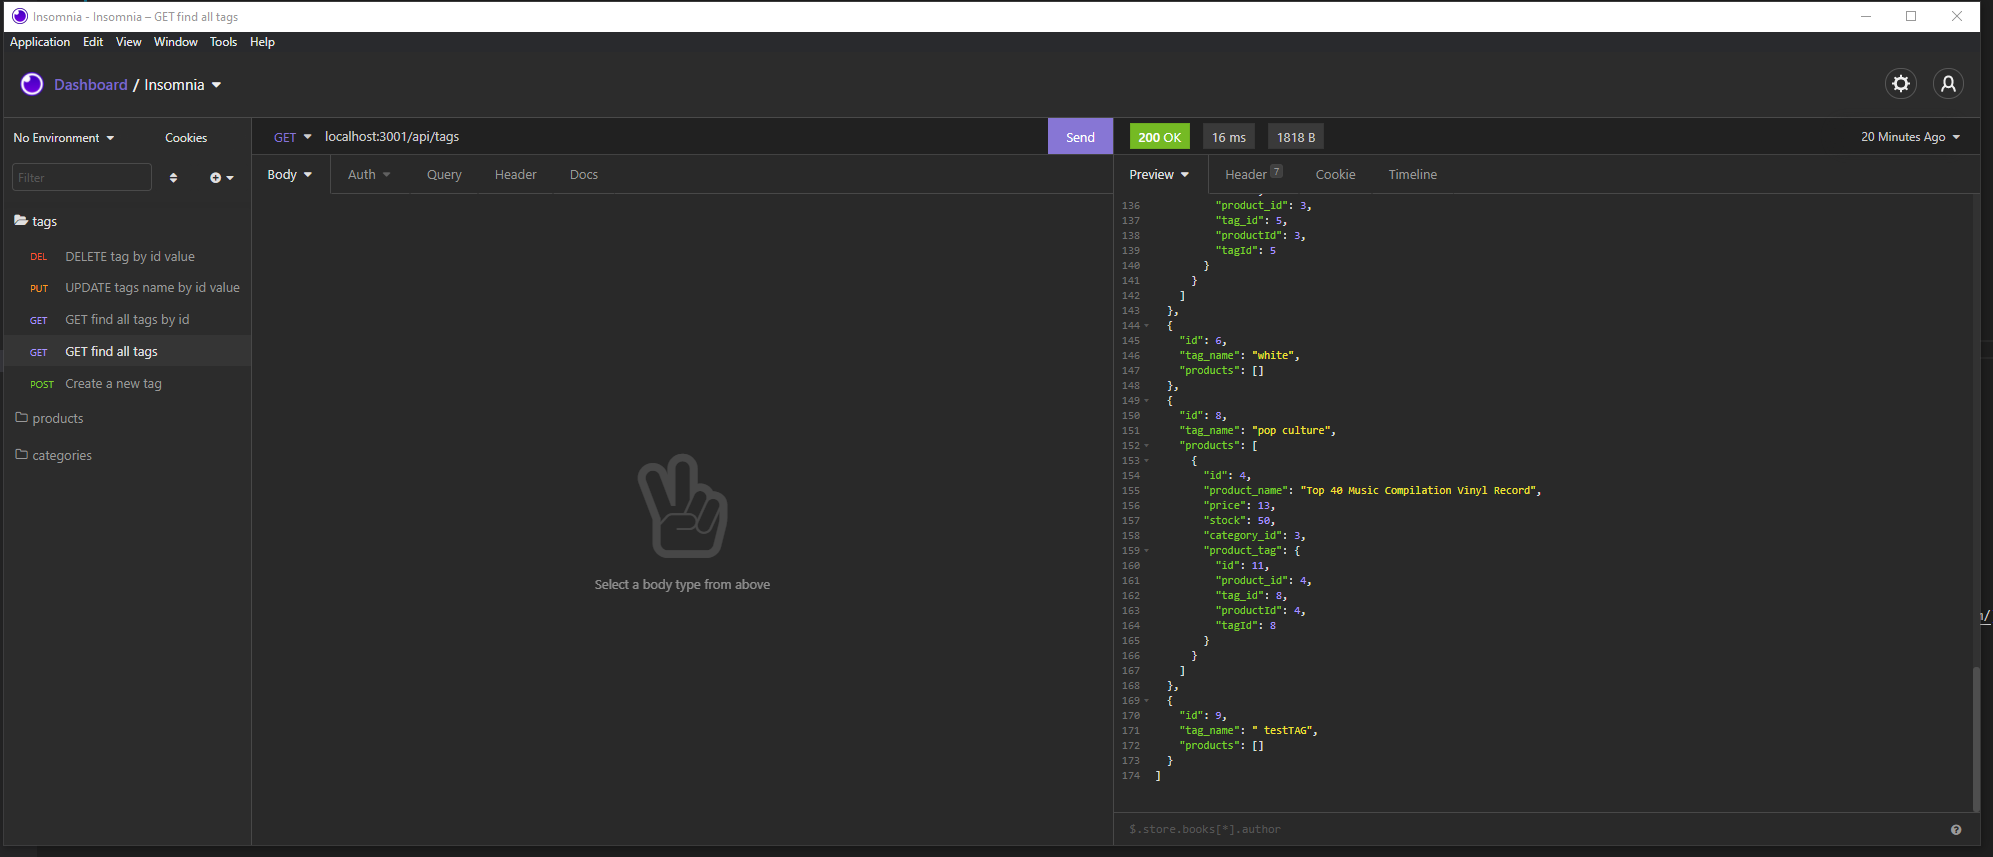 Insomnia - Insomnia – GET find all tags
Application Edit View Window Tools Help
Dashboard / Insomnia
No Environment Cookies
Filter
tags
DEL DELETE tag by id value
PUT UPDATE tags name by id value
GET GET find all tags by id
GET GET find all tags
POST Create a new tag
products
categories
GET localhost:3001/api/tags Send
Body Auth Query Header Docs
Select a body type from above
200 OK 16 ms 1818 B 20 Minutes Ago
Preview Header 7 Cookie Timeline
136 "product_id": 3,
137 "tag_id": 5,
138 "productId": 3,
139 "tagId": 5
140 }
141 }
142 ]
143 },
144 {
145 "id": 6,
146 "tag_name": "white",
147 "products": []
148 },
149 {
150 "id": 8,
151 "tag_name": "pop culture",
152 "products": [
153 {
154 "id": 4,
155 "product_name": "Top 40 Music Compilation Vinyl Record",
156 "price": 13,
157 "stock": 50,
158 "category_id": 3,
159 "product_tag": {
160 "id": 11,
161 "product_id": 4,
162 "tag_id": 8,
163 "productId": 4,
164 "tagId": 8
165 }
166 }
167 ]
168 },
169 {
170 "id": 9,
171 "tag_name": " testTAG",
172 "products": []
173 }
174 ]
$.store.books[*].author